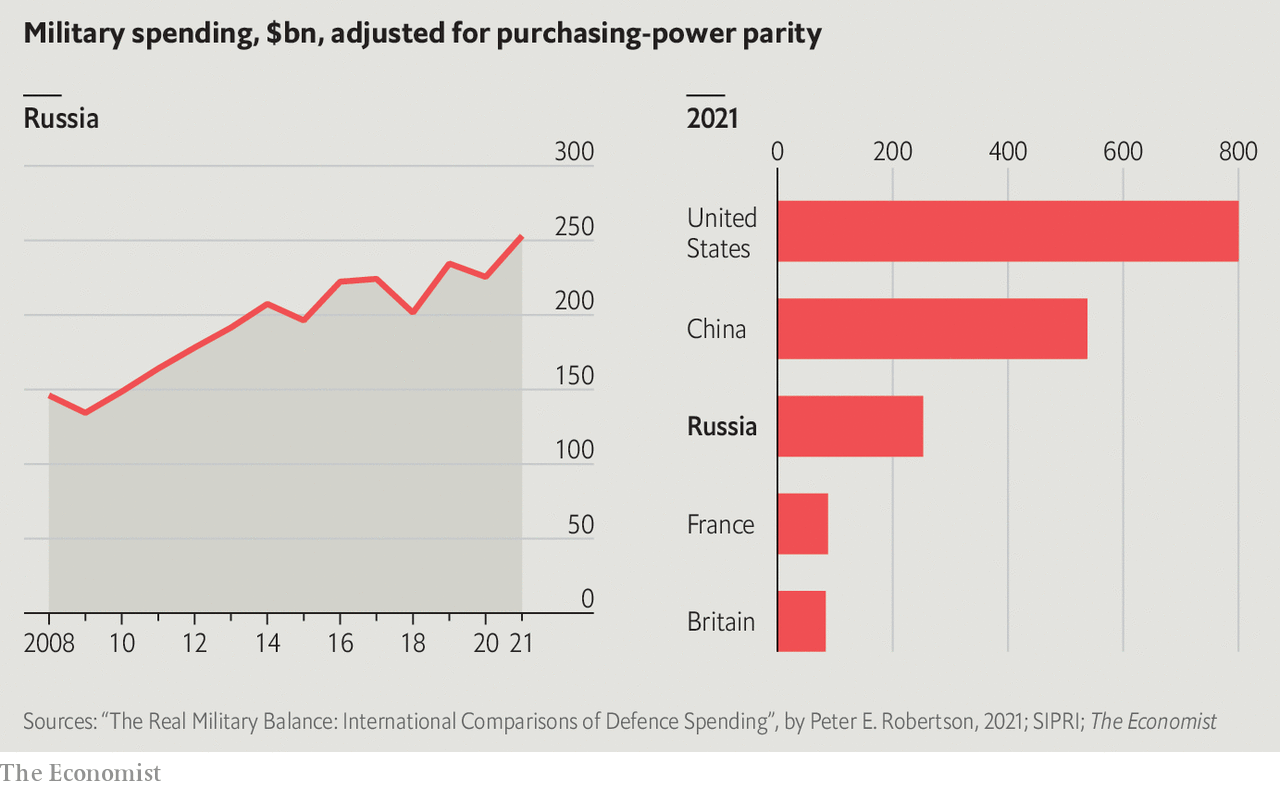 Military spending, $bn, adjusted for purchasing-power parity
Russia
300
250
200
150
100
50
0
2008 10 12 14 16 18 20 21
2021
0 200 400 600 800
United
States
China
Russia
France
Britain
Sources: “The Real Military Balance: International Comparisons of Defence Spending”, by Peter E. Robertson, 2021; SIPRI; The Economist
The Economist